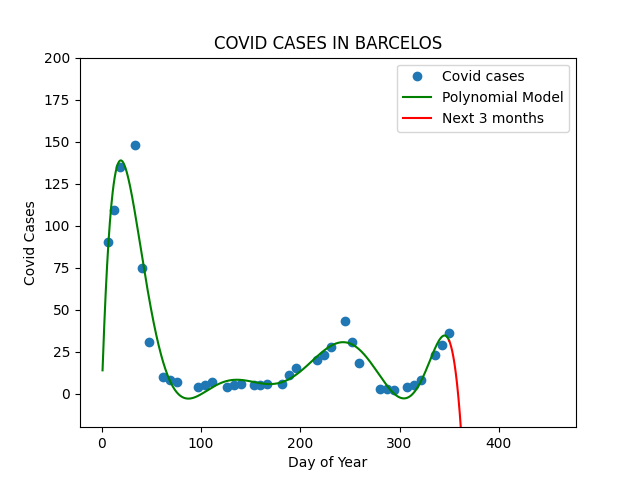 COVID CASES IN BARCELOS
200
175
150
125
100
75
50
25
0
Covid Cases
Covid cases
Polynomial Model
Next 3 months
0 100 200 300 400
Day of Year